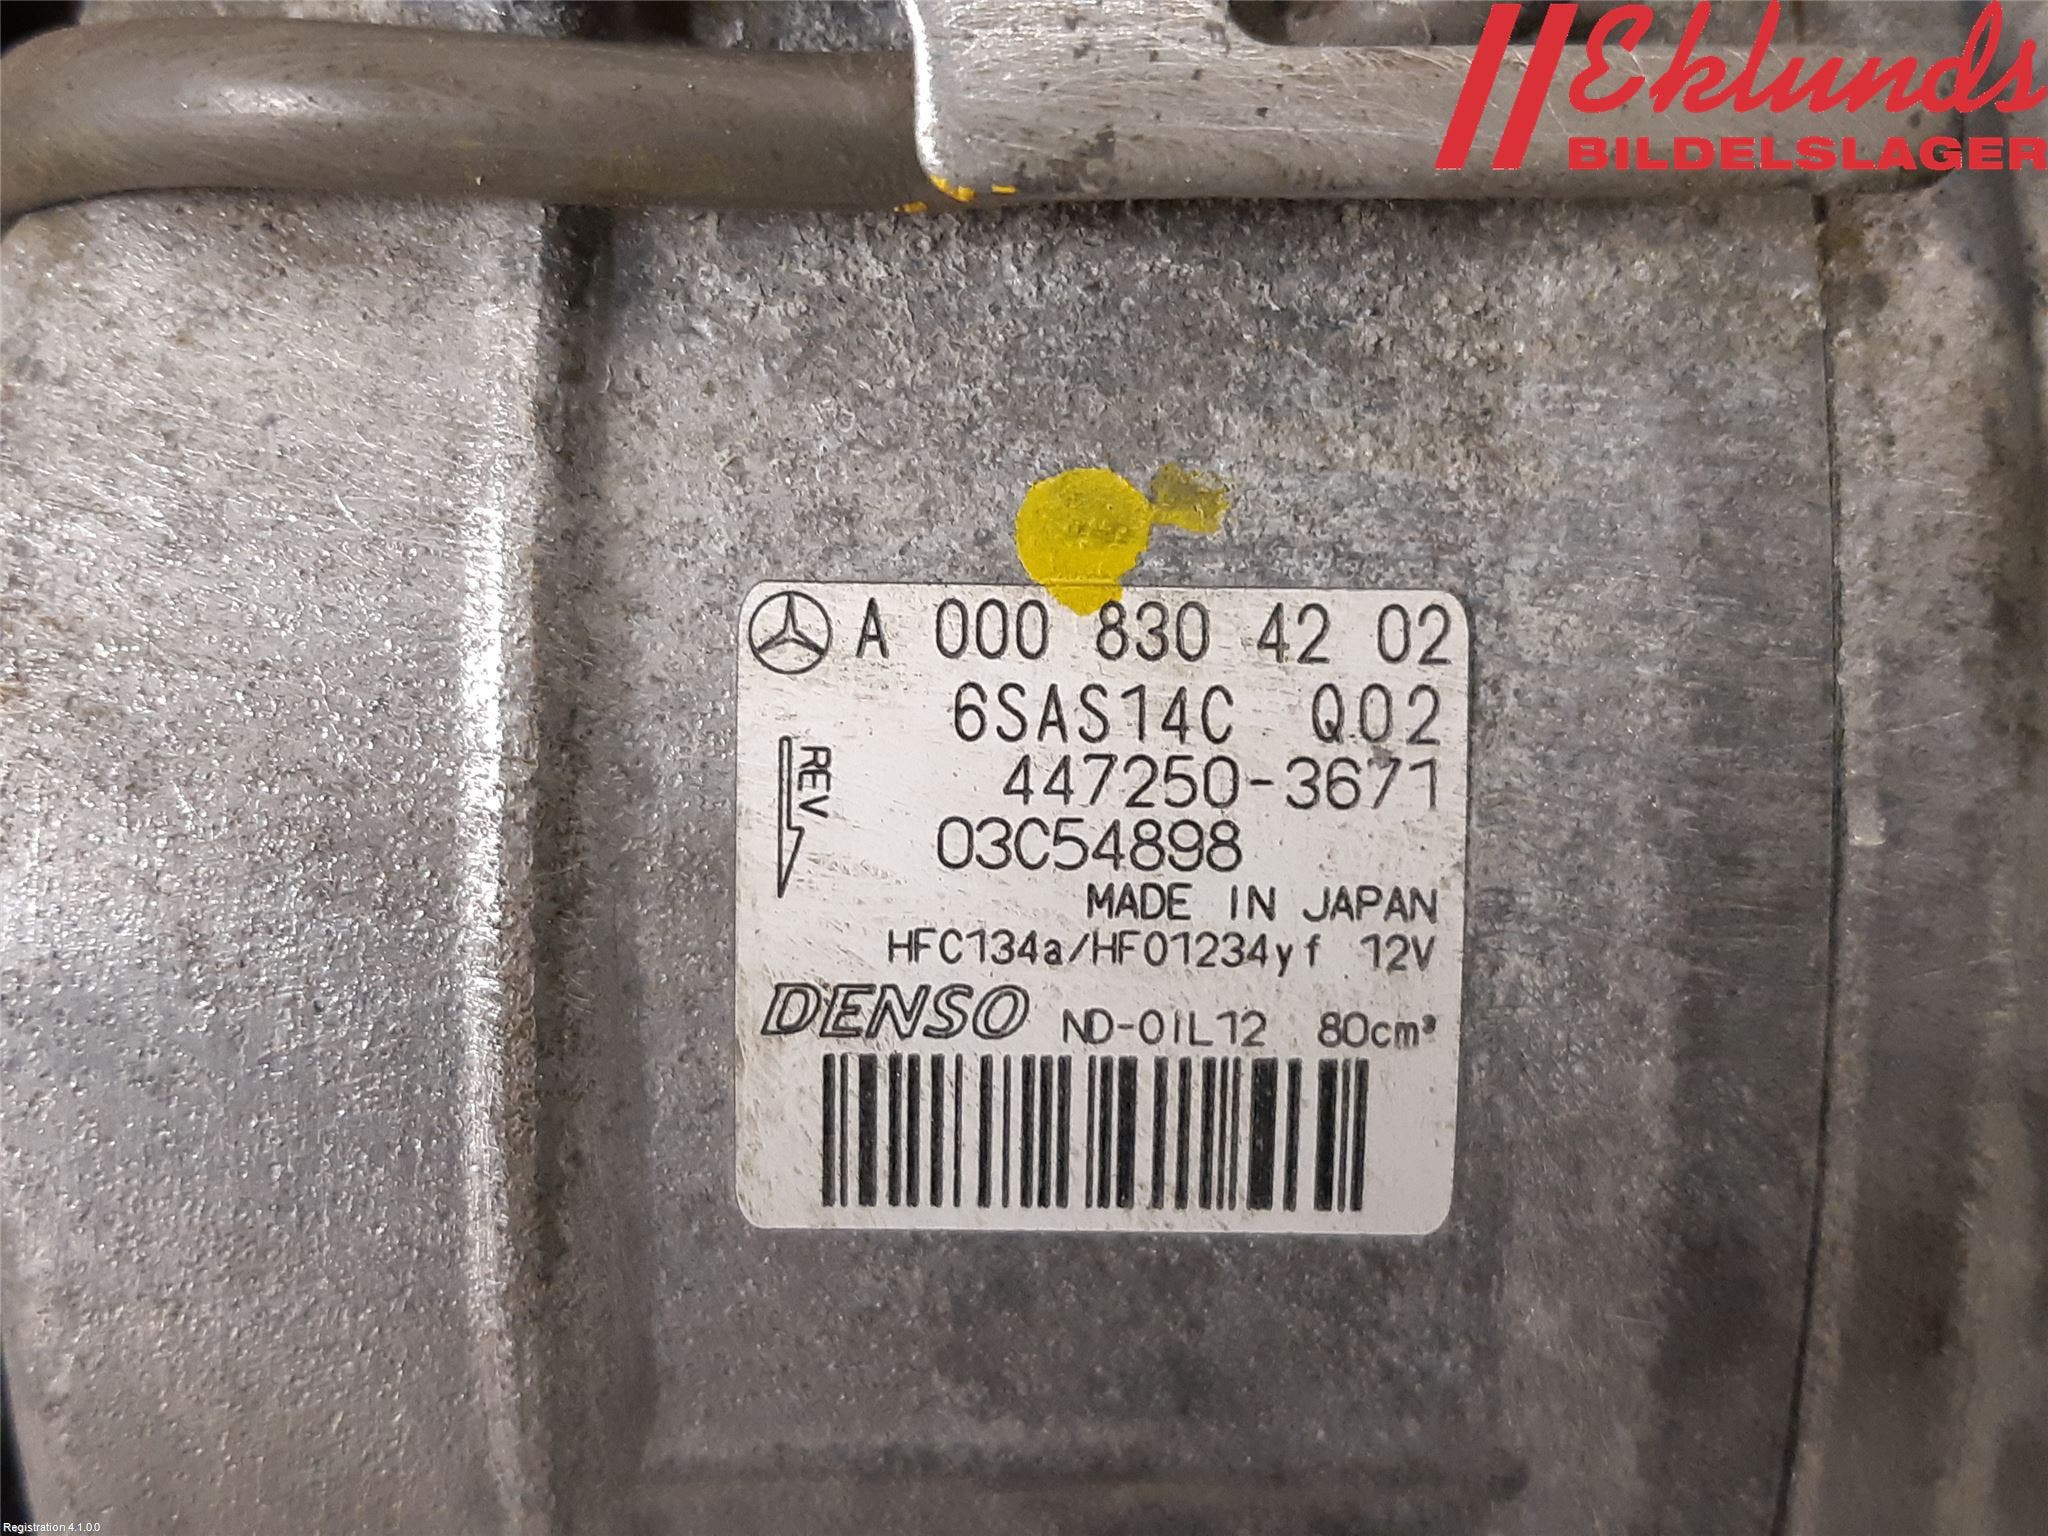 Eklunds
BILDELSLAGER
A 000 830 42 02
6SAS14C Q02
REV
447250-3671
03C54898
MADE IN JAPAN
HFC134a/HFO1234yf 12V
DENSO ND-OIL12 80cm³
Registration 4.1.0.0